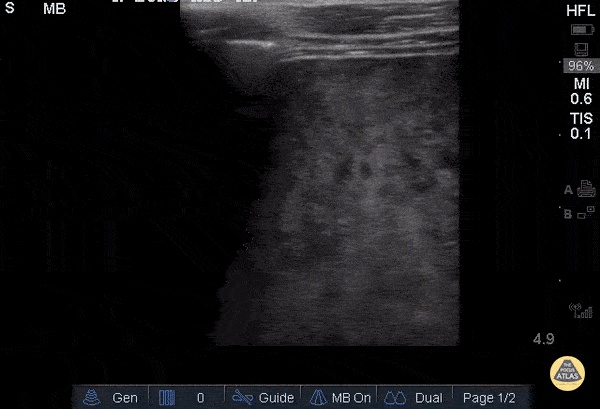 S MB HFL
96%
MI
0.6
TIS
0.1
A
B
4.9
THE
POCUS
ATLAS
Gen 0 Guide MB On Dual Page 1/2